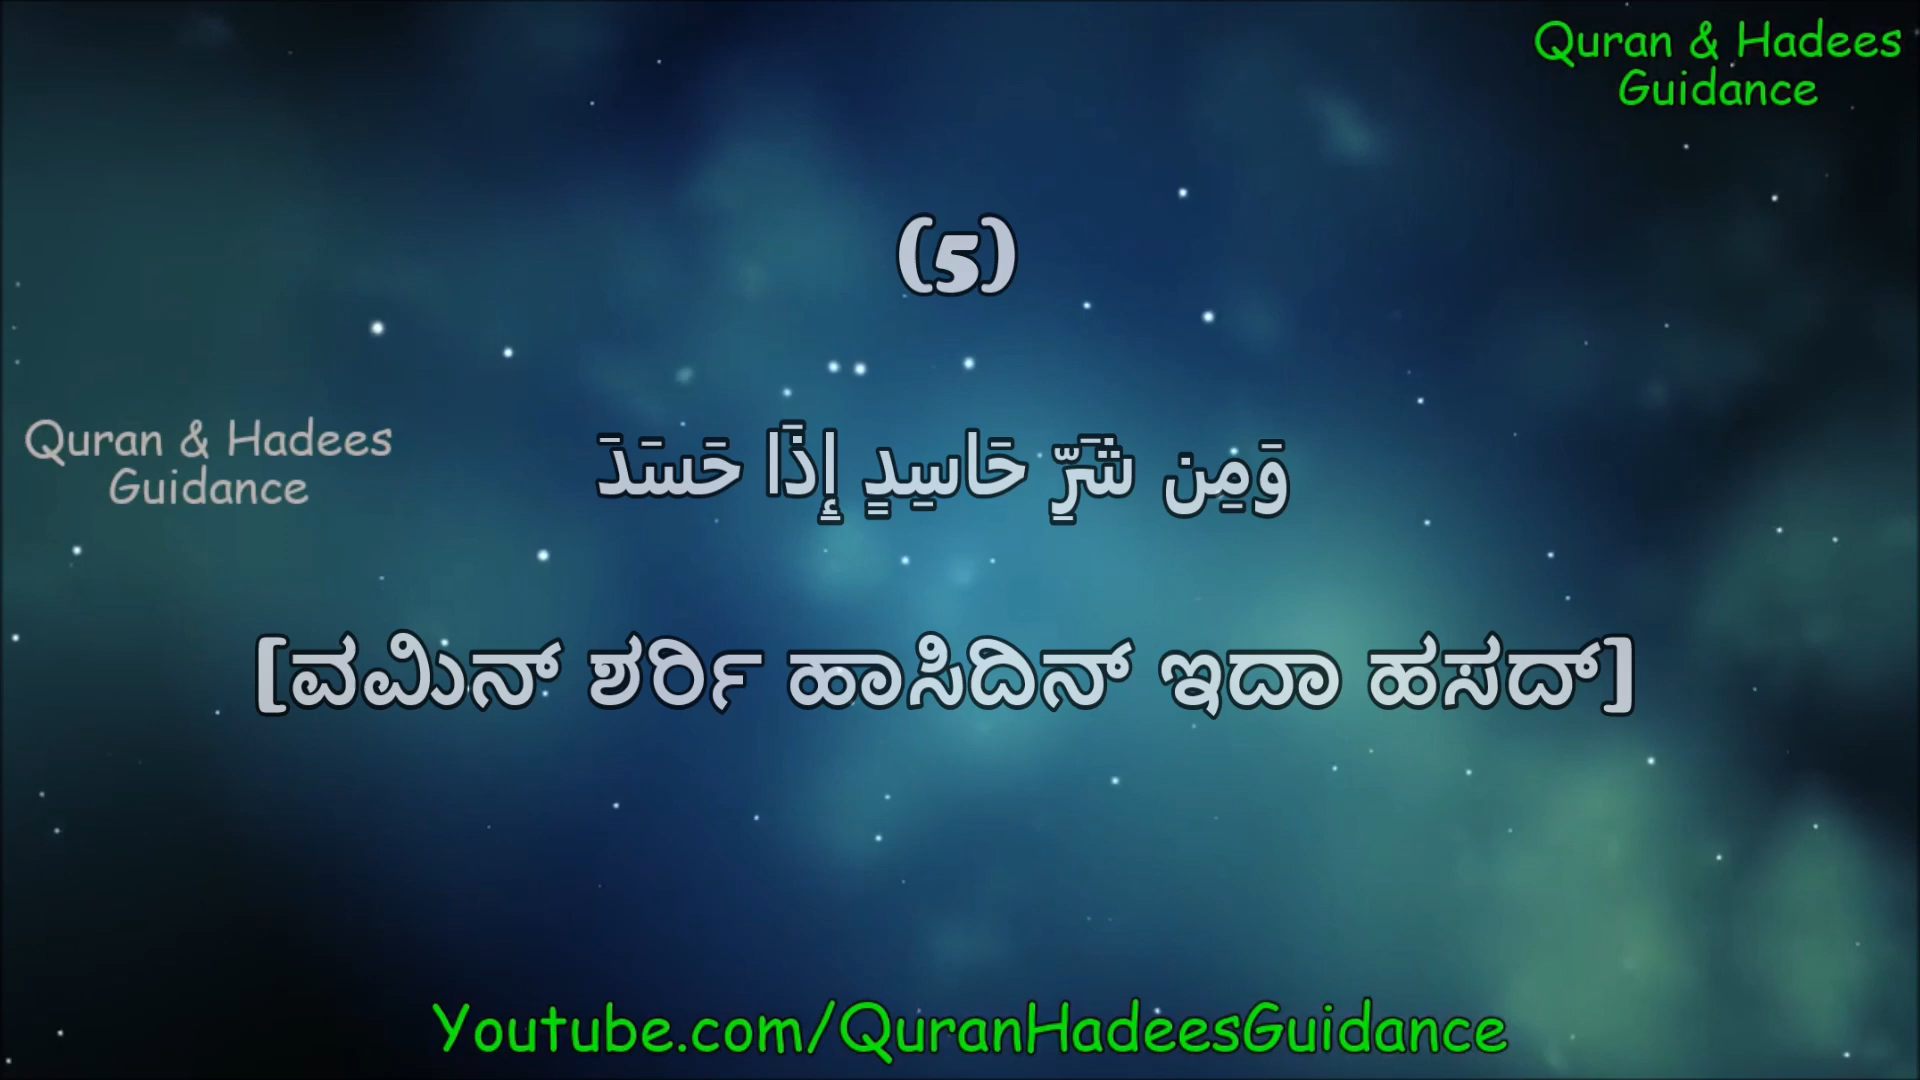 Quran & Hadees
Guidance
(5)
Quran & Hadees
Guidance
وَمِن شَرِّ حَاسِدٍ إِذَا حَسَدَ
[ವಮಿನ್ ಶರ್ರಿ ಹಾಸಿದಿನ್ ಇದಾ ಹಸದ್]
Youtube.com/QuranHadeesGuidance